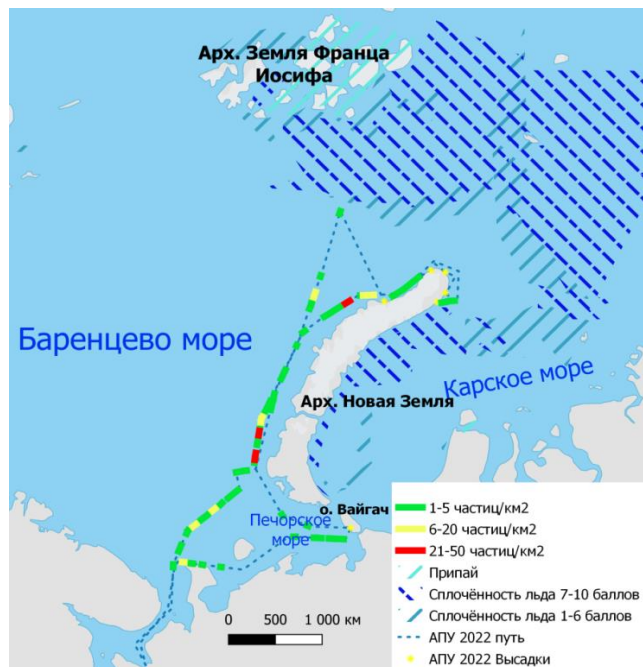 Арх. Земля Франца
Иосифа
Баренцево море
Карское море
Арх. Новая Земля
о. Вайгач
Печорское
море
1-5 частиц/км2
6-20 частиц/км2
21-50 частиц/км2
Припай
Сплочённость льда 7-10 баллов
Сплочённость льда 1-6 баллов
АПУ 2022 путь
АПУ 2022 Высадки
0 500 1 000 км